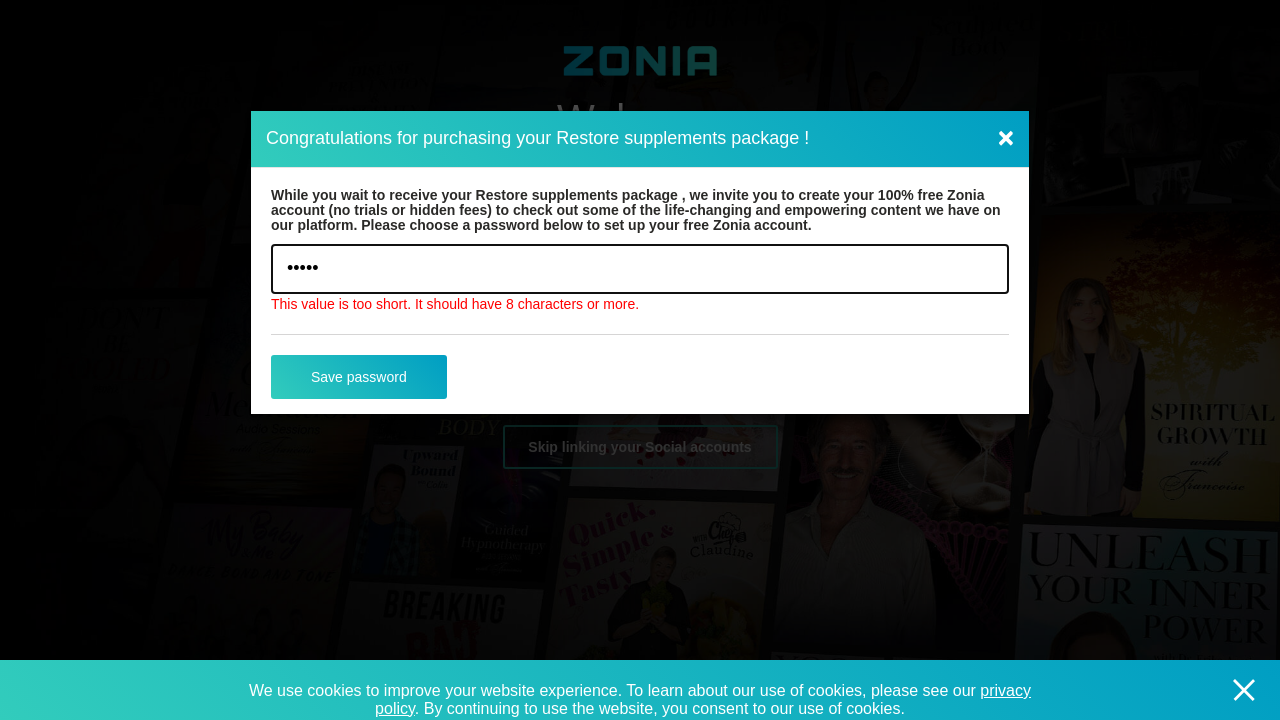 ZONIA
Congratulations for purchasing your Restore supplements package !
While you wait to receive your Restore supplements package , we invite you to create your 100% free Zonia
account (no trials or hidden fees) to check out some of the life-changing and empowering content we have on
our platform. Please choose a password below to set up your free Zonia account.
•••••
This value is too short. It should have 8 characters or more.
Save password
Skip linking your Social accounts
BODY
Upward
Bound
SPIRITUAL
GROWTH
with
Francoise
My Baby
& Me
Guided
Hypnotherapy
Quick,
Simple &
Tasty
WITH Chef
Claudine
BREAKING
BAD
UNLEASH
YOUR INNER
POWER
We use cookies to improve your website experience. To learn about our use of cookies, please see our privacy
policy. By continuing to use the website, you consent to our use of cookies.